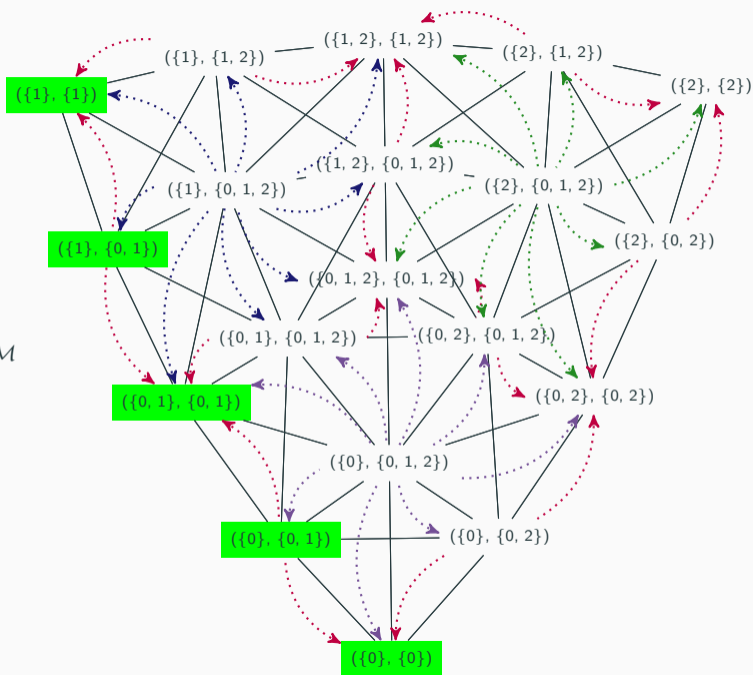 ({1, 2}, {1, 2})
({1}, {1, 2})
({2}, {1, 2})
({1}, {1})
({2}, {2})
({1, 2}, {0, 1, 2})
({1}, {0, 1, 2})
({2}, {0, 1, 2})
({1}, {0, 1})
({2}, {0, 2})
({0, 1, 2}, {0, 1, 2})
({0, 1}, {0, 1, 2})
({0, 2}, {0, 1, 2})
M
({0, 1}, {0, 1})
({0, 2}, {0, 2})
({0}, {0, 1, 2})
({0}, {0, 1})
({0}, {0, 2})
({0}, {0})